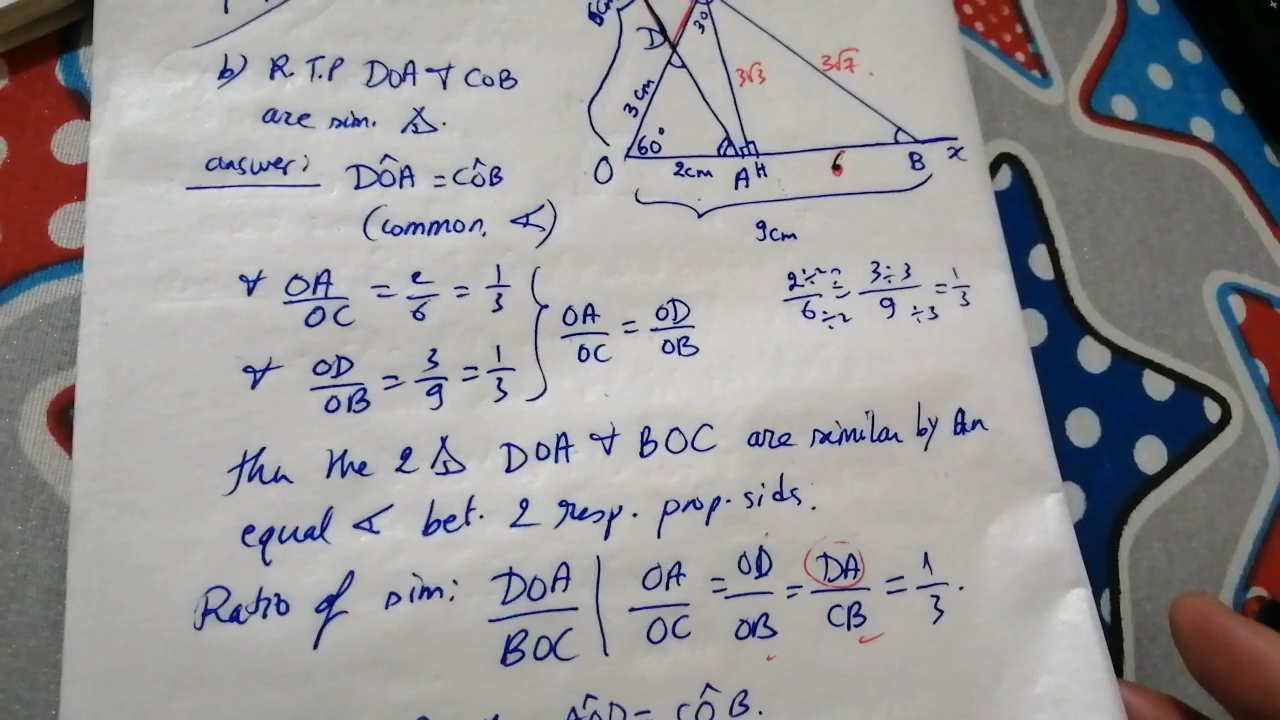 6cm
D
30
3 cm
3√3
3√7.
60°
O
2cm
A H
6
B
x
9cm
b) R.T.P DOA & COB
are sim. ⧍.
answer: DÔA = CÔB
(common, ∢)
& OA/OC = 2/6 = 1/3
& OD/OB = 3/9 = 1/3
OA/OC = OD/OB
2÷2/6÷2 = 3÷3/9÷3 = 1/3
then the 2 ⧍ DOA & BOC are similar by An
equal ∢ bet. 2 resp. prop. sids.
Ratio of sim: DOA/BOC | OA/OC = OD/OB = DA/CB = 1/3.
= CÔB.